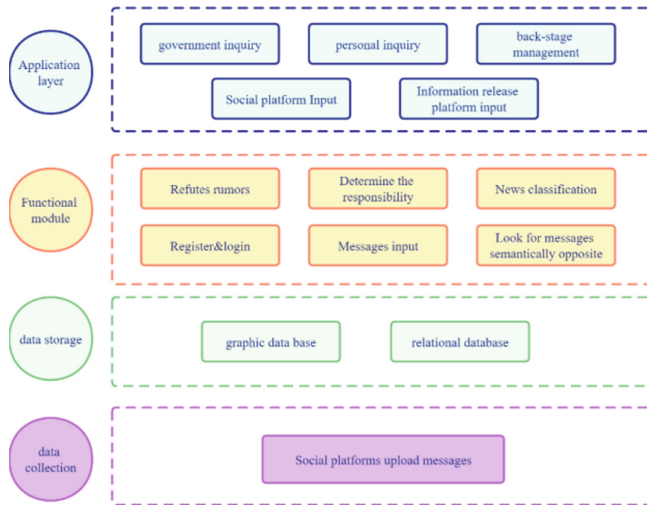 Application
layer
government inquiry
personal inquiry
back-stage
management
Social platform Input
Information release
platform input
Functional
module
Refutes rumors
Determine the
responsibility
News classification
Register&login
Messages input
Look for messages
semantically opposite
data storage
graphic data base
relational database
data
collection
Social platforms upload messages